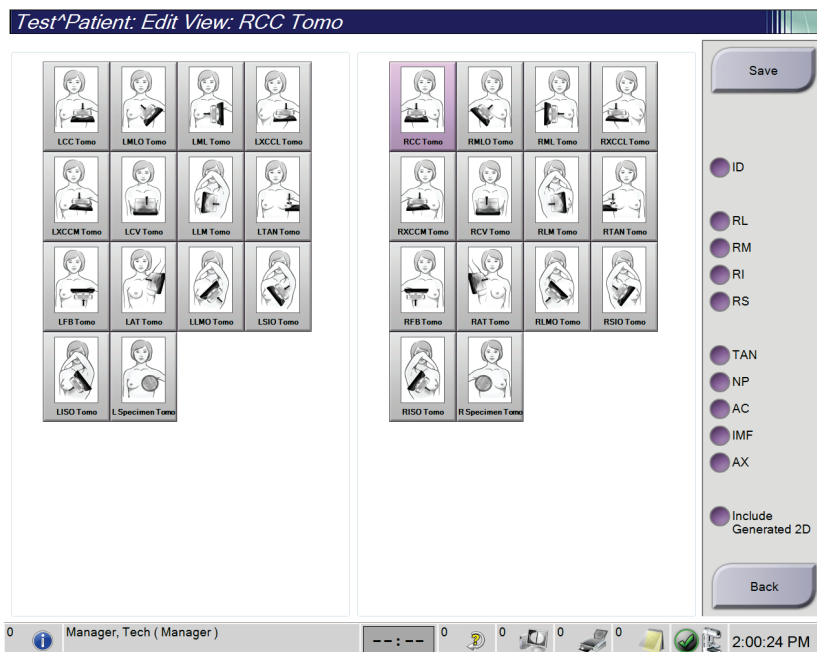 Test^Patient: Edit View: RCC Tomo
LCC Tomo LMLO Tomo LML Tomo LXCCL Tomo
LXCCM Tomo LCV Tomo LLM Tomo LTAN Tomo
LFB Tomo LAT Tomo LLMO Tomo LSIO Tomo
LISO Tomo L Specimen Tomo
RCC Tomo RMLO Tomo RML Tomo RXCCL Tomo
RXCCM Tomo RCV Tomo RLM Tomo RTAN Tomo
RFB Tomo RAT Tomo RLMO Tomo RSIO Tomo
RISO Tomo R Specimen Tomo
Save
ID
RL
RM
RI
RS
TAN
NP
AC
IMF
AX
Include
Generated 2D
Back
0 Manager, Tech ( Manager ) --:-- 0 0 0 0 2:00:24 PM